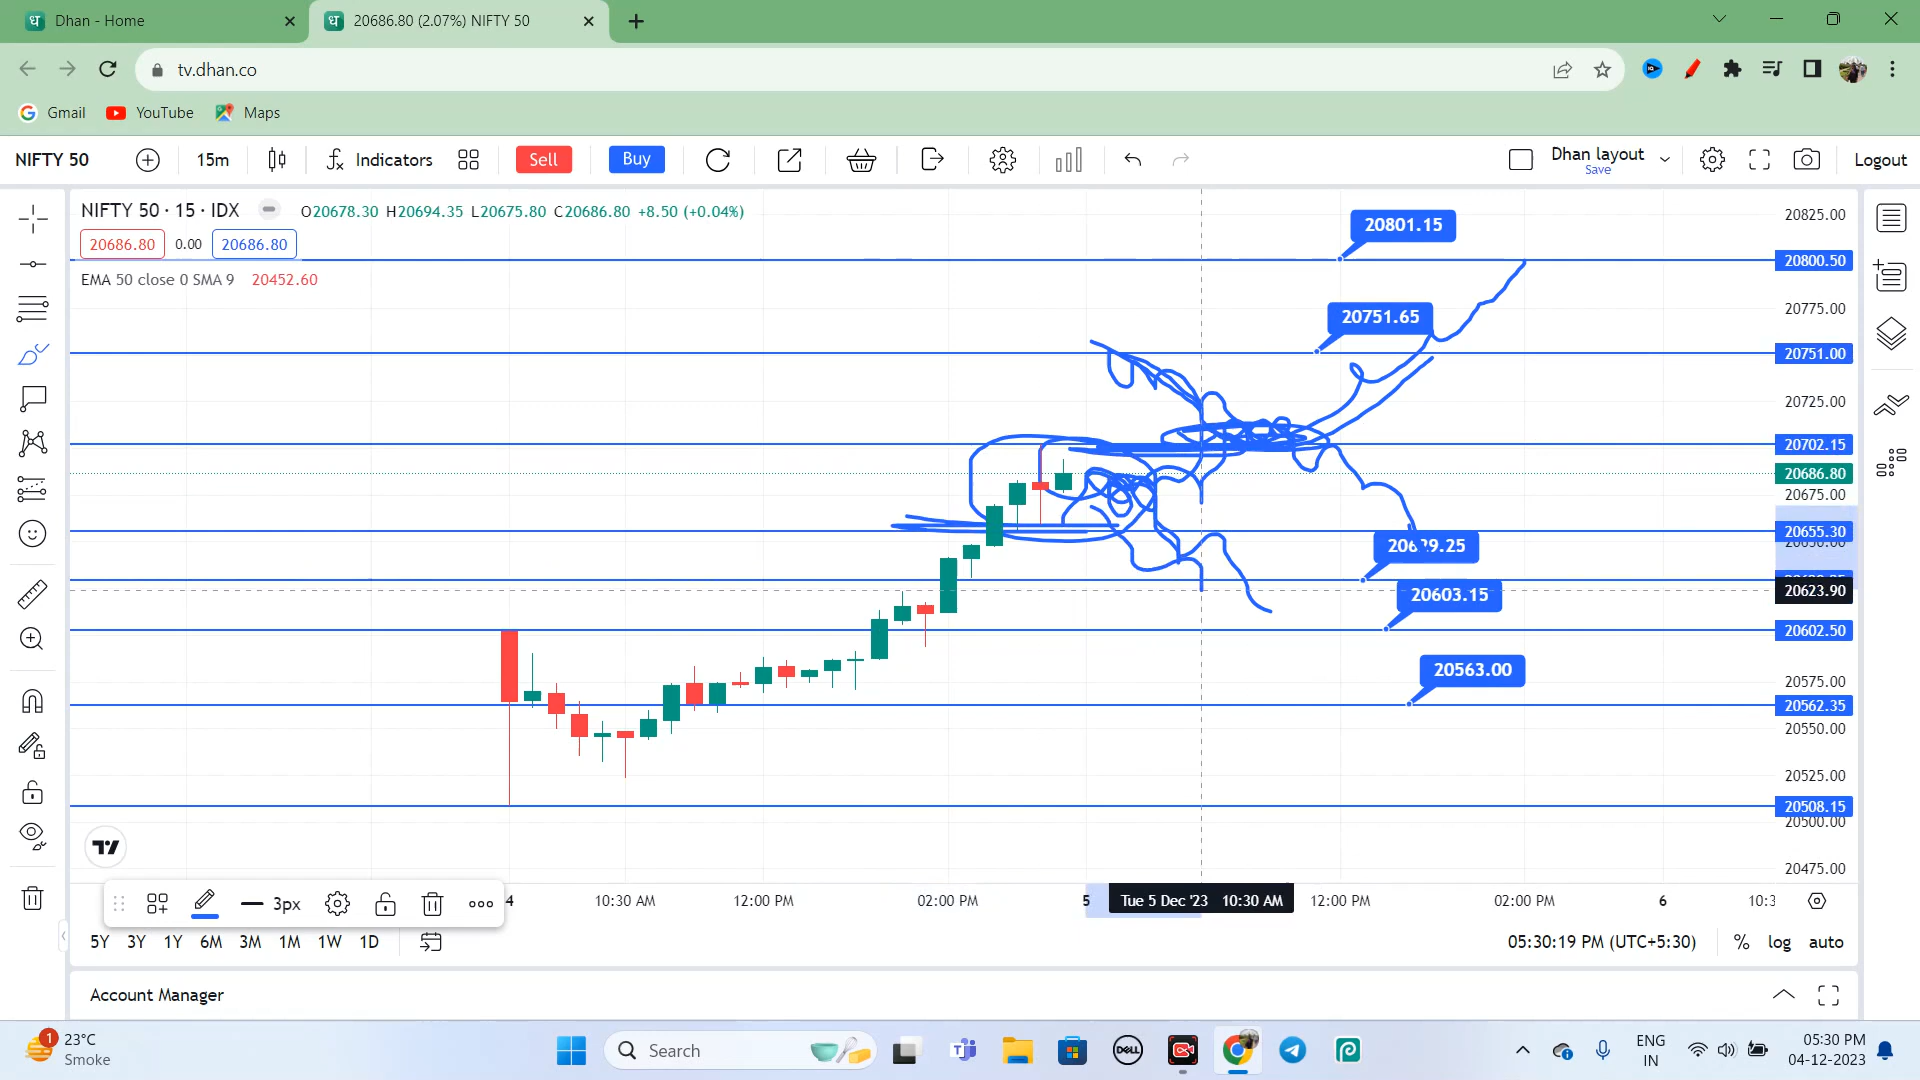 Dhan - Home
20686.80 (2.07%) NIFTY 50
tv.dhan.co
Gmail
YouTube
Maps
NIFTY 50
15m
Indicators
Sell
Buy
Dhan layout
Save
Logout
NIFTY 50 · 15 · IDX
O20678.30 H20694.35 L20675.80 C20686.80 +8.50 (+0.04%)
20686.80
0.00
20686.80
EMA 50 close 0 SMA 9 20452.60
20801.15
20751.65
20603.15
20563.00
20825.00
20800.50
20775.00
20751.00
20725.00
20702.15
20686.80
20675.00
20655.30
20623.90
20602.50
20575.00
20562.35
20550.00
20525.00
20508.15
20500.00
20475.00
3px
4
10:30 AM
12:00 PM
02:00 PM
5
Tue 5 Dec '23 10:30 AM
12:00 PM
02:00 PM
6
5Y 3Y 1Y 6M 3M 1M 1W 1D
05:30:19 PM (UTC+5:30)
%
log
auto
Account Manager
1
23°C
Smoke
Search
DELL
ENG
IN
05:30 PM
04-12-2023